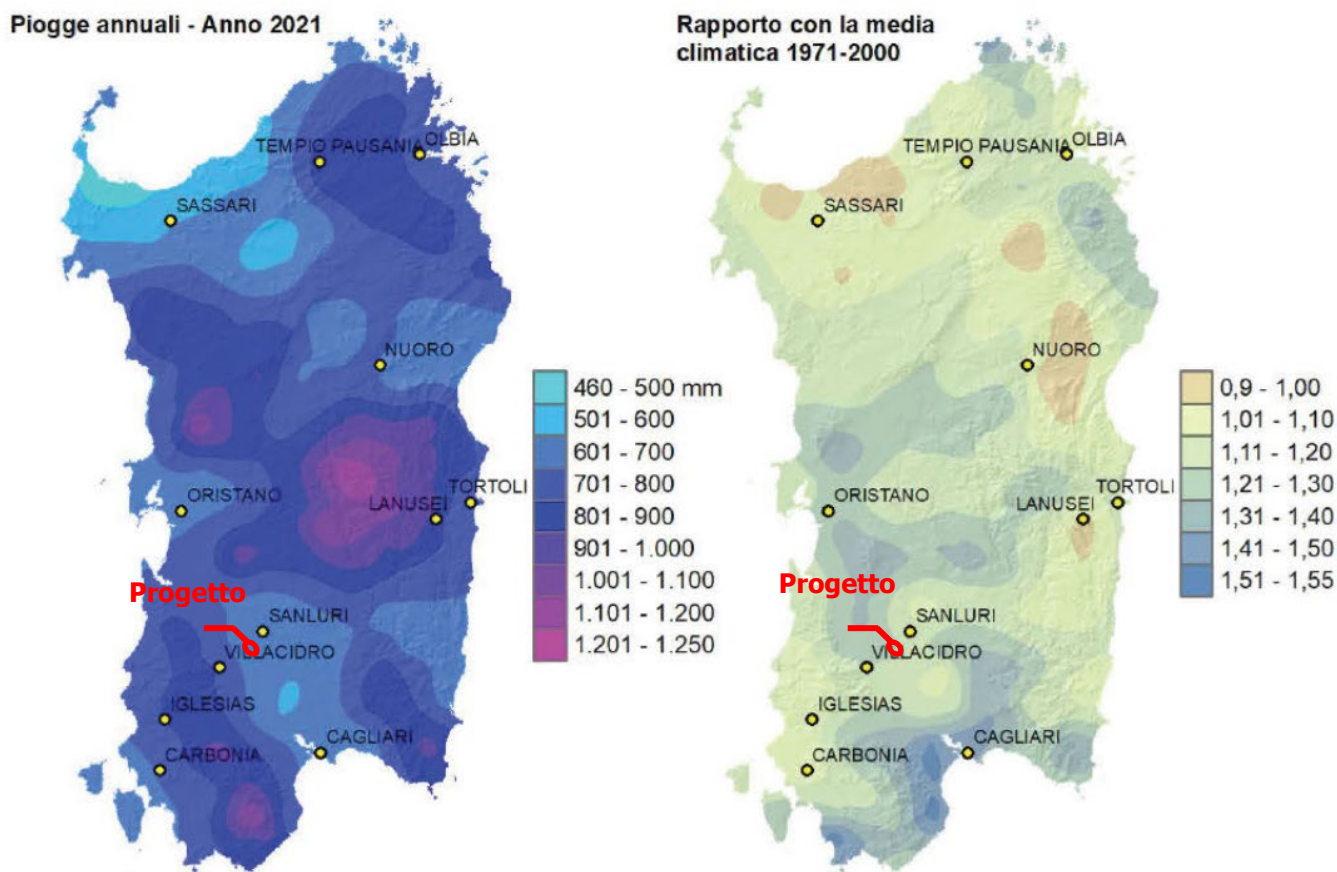 Piogge annuali - Anno 2021
TEMPIO PAUSANIA
OLBIA
SASSARI
NUORO
ORISTANO
TORTOLI
LANUSEI
Progetto
SANLURI
VILLACIDRO
IGLESIAS
CAGLIARI
CARBONIA
460 - 500 mm
501 - 600
601 - 700
701 - 800
801 - 900
901 - 1.000
1.001 - 1.100
1.101 - 1.200
1.201 - 1.250
Rapporto con la media
climatica 1971-2000
TEMPIO PAUSANIA
OLBIA
SASSARI
NUORO
ORISTANO
TORTOLI
LANUSEI
Progetto
SANLURI
VILLACIDRO
IGLESIAS
CAGLIARI
CARBONIA
0,9 - 1,00
1,01 - 1,10
1,11 - 1,20
1,21 - 1,30
1,31 - 1,40
1,41 - 1,50
1,51 - 1,55